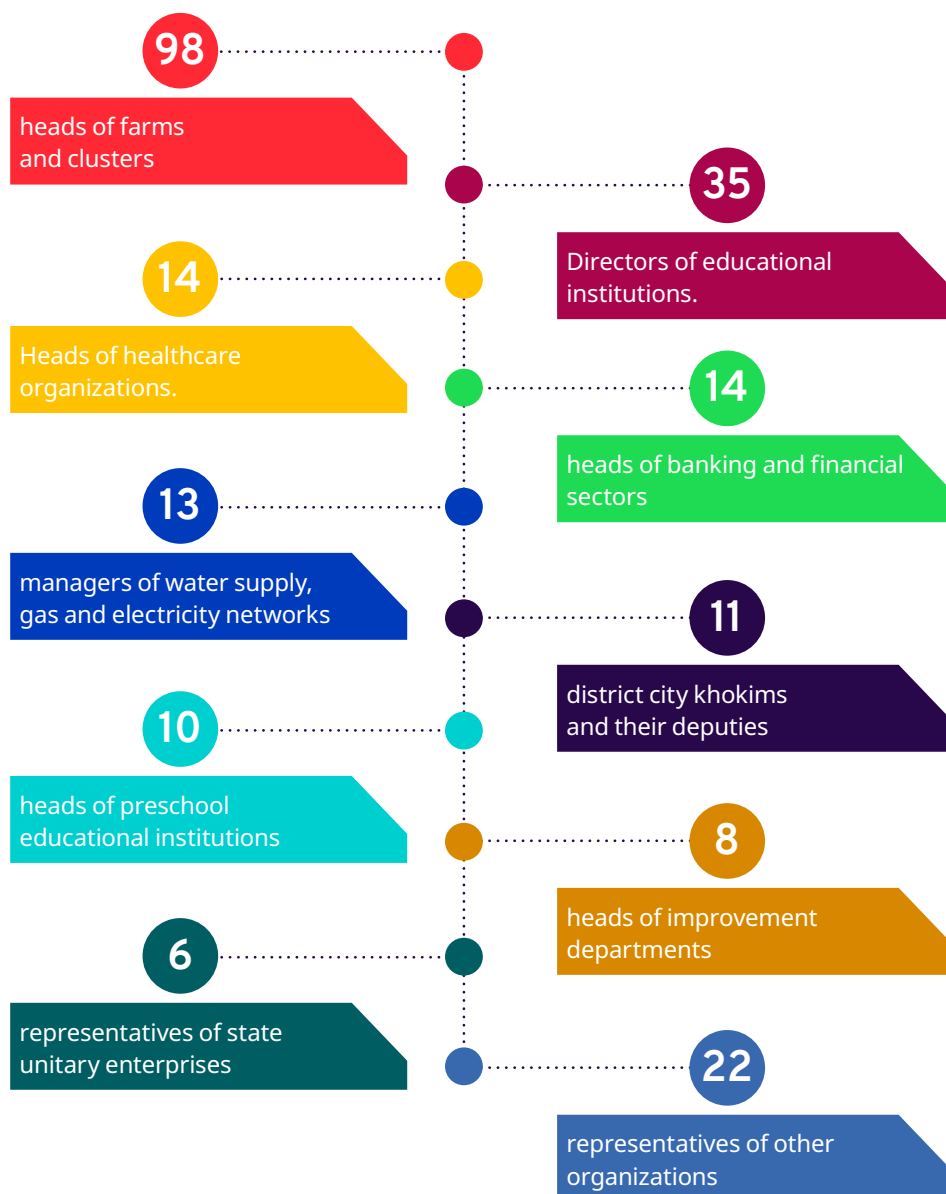 98
heads of farms
and clusters
35
Directors of educational
institutions.
14
Heads of healthcare
organizations.
14
heads of banking and financial
sectors
13
managers of water supply,
gas and electricity networks
11
district city khokims
and their deputies
10
heads of preschool
educational institutions
8
heads of improvement
departments
6
representatives of state
unitary enterprises
22
representatives of other
organizations